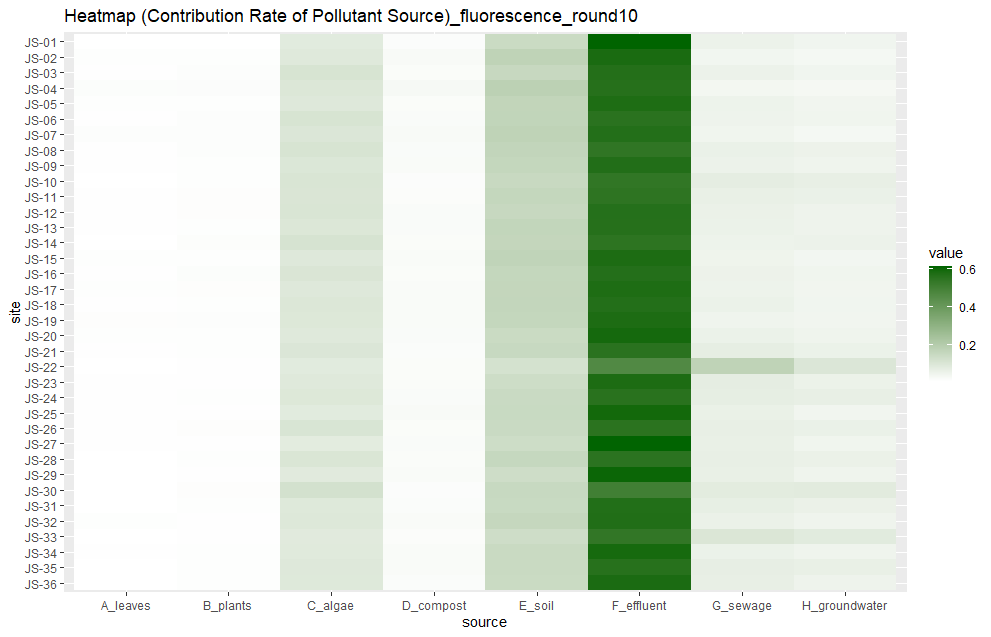 Heatmap (Contribution Rate of Pollutant Source)_fluorescence_round10
site
JS-01
JS-02
JS-03
JS-04
JS-05
JS-06
JS-07
JS-08
JS-09
JS-10
JS-11
JS-12
JS-13
JS-14
JS-15
JS-16
JS-17
JS-18
JS-19
JS-20
JS-21
JS-22
JS-23
JS-24
JS-25
JS-26
JS-27
JS-28
JS-29
JS-30
JS-31
JS-32
JS-33
JS-34
JS-35
JS-36
A_leaves B_plants C_algae D_compost E_soil F_effluent G_sewage H_groundwater
source
value
0.6
0.4
0.2